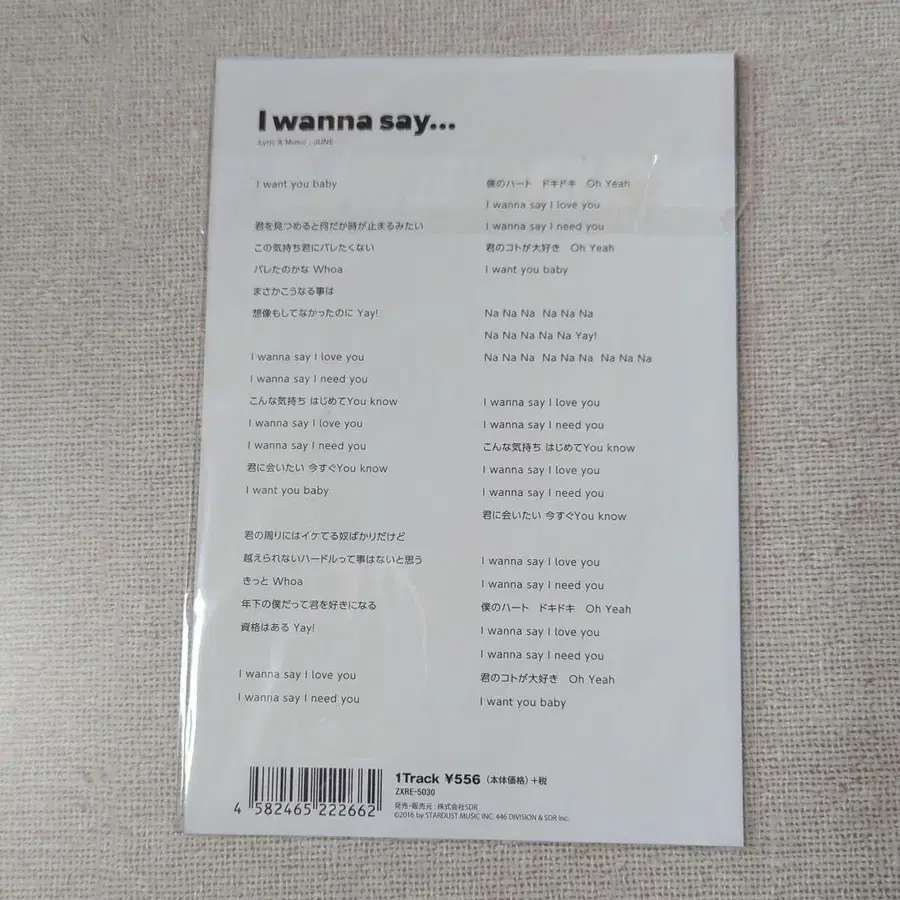 I wanna say...
Lyric & Music : JUNE
I want you baby
君を見つめると何だか時が止まるみたい
この気持ち君にバレたくない
バレたのかな Whoa
まさかこうなる事は
想像もしてなかったのに Yay!
I wanna say I love you
I wanna say I need you
こんな気持ち はじめてYou know
I wanna say I love you
I wanna say I need you
君に会いたい 今すぐYou know
I want you baby
君の周りにはイケてる奴ばかりだけど
越えられないハードルって事はないと思う
きっと Whoa
年下の僕だって君を好きになる
資格はある Yay!
I wanna say I love you
I wanna say I need you
僕のハート ドキドキ Oh Yeah
I wanna say I love you
I wanna say I need you
君のコトが大好き Oh Yeah
I want you baby
Na Na Na Na Na Na
Na Na Na Na Na Yay!
Na Na Na Na Na Na Na Na Na
I wanna say I love you
I wanna say I need you
こんな気持ち はじめてYou know
I wanna say I love you
I wanna say I need you
君に会いたい 今すぐYou know
I wanna say I love you
I wanna say I need you
僕のハート ドキドキ Oh Yeah
I wanna say I love you
I wanna say I need you
君のコトが大好き Oh Yeah
I want you baby
4 582465 222662
1Track ¥556 (本体価格)+税
ZXRE-5030
発売・販売元 : 株式会社SDR
©2016 by STARDUST MUSIC INC. 446 DIVISION & SDR Inc.